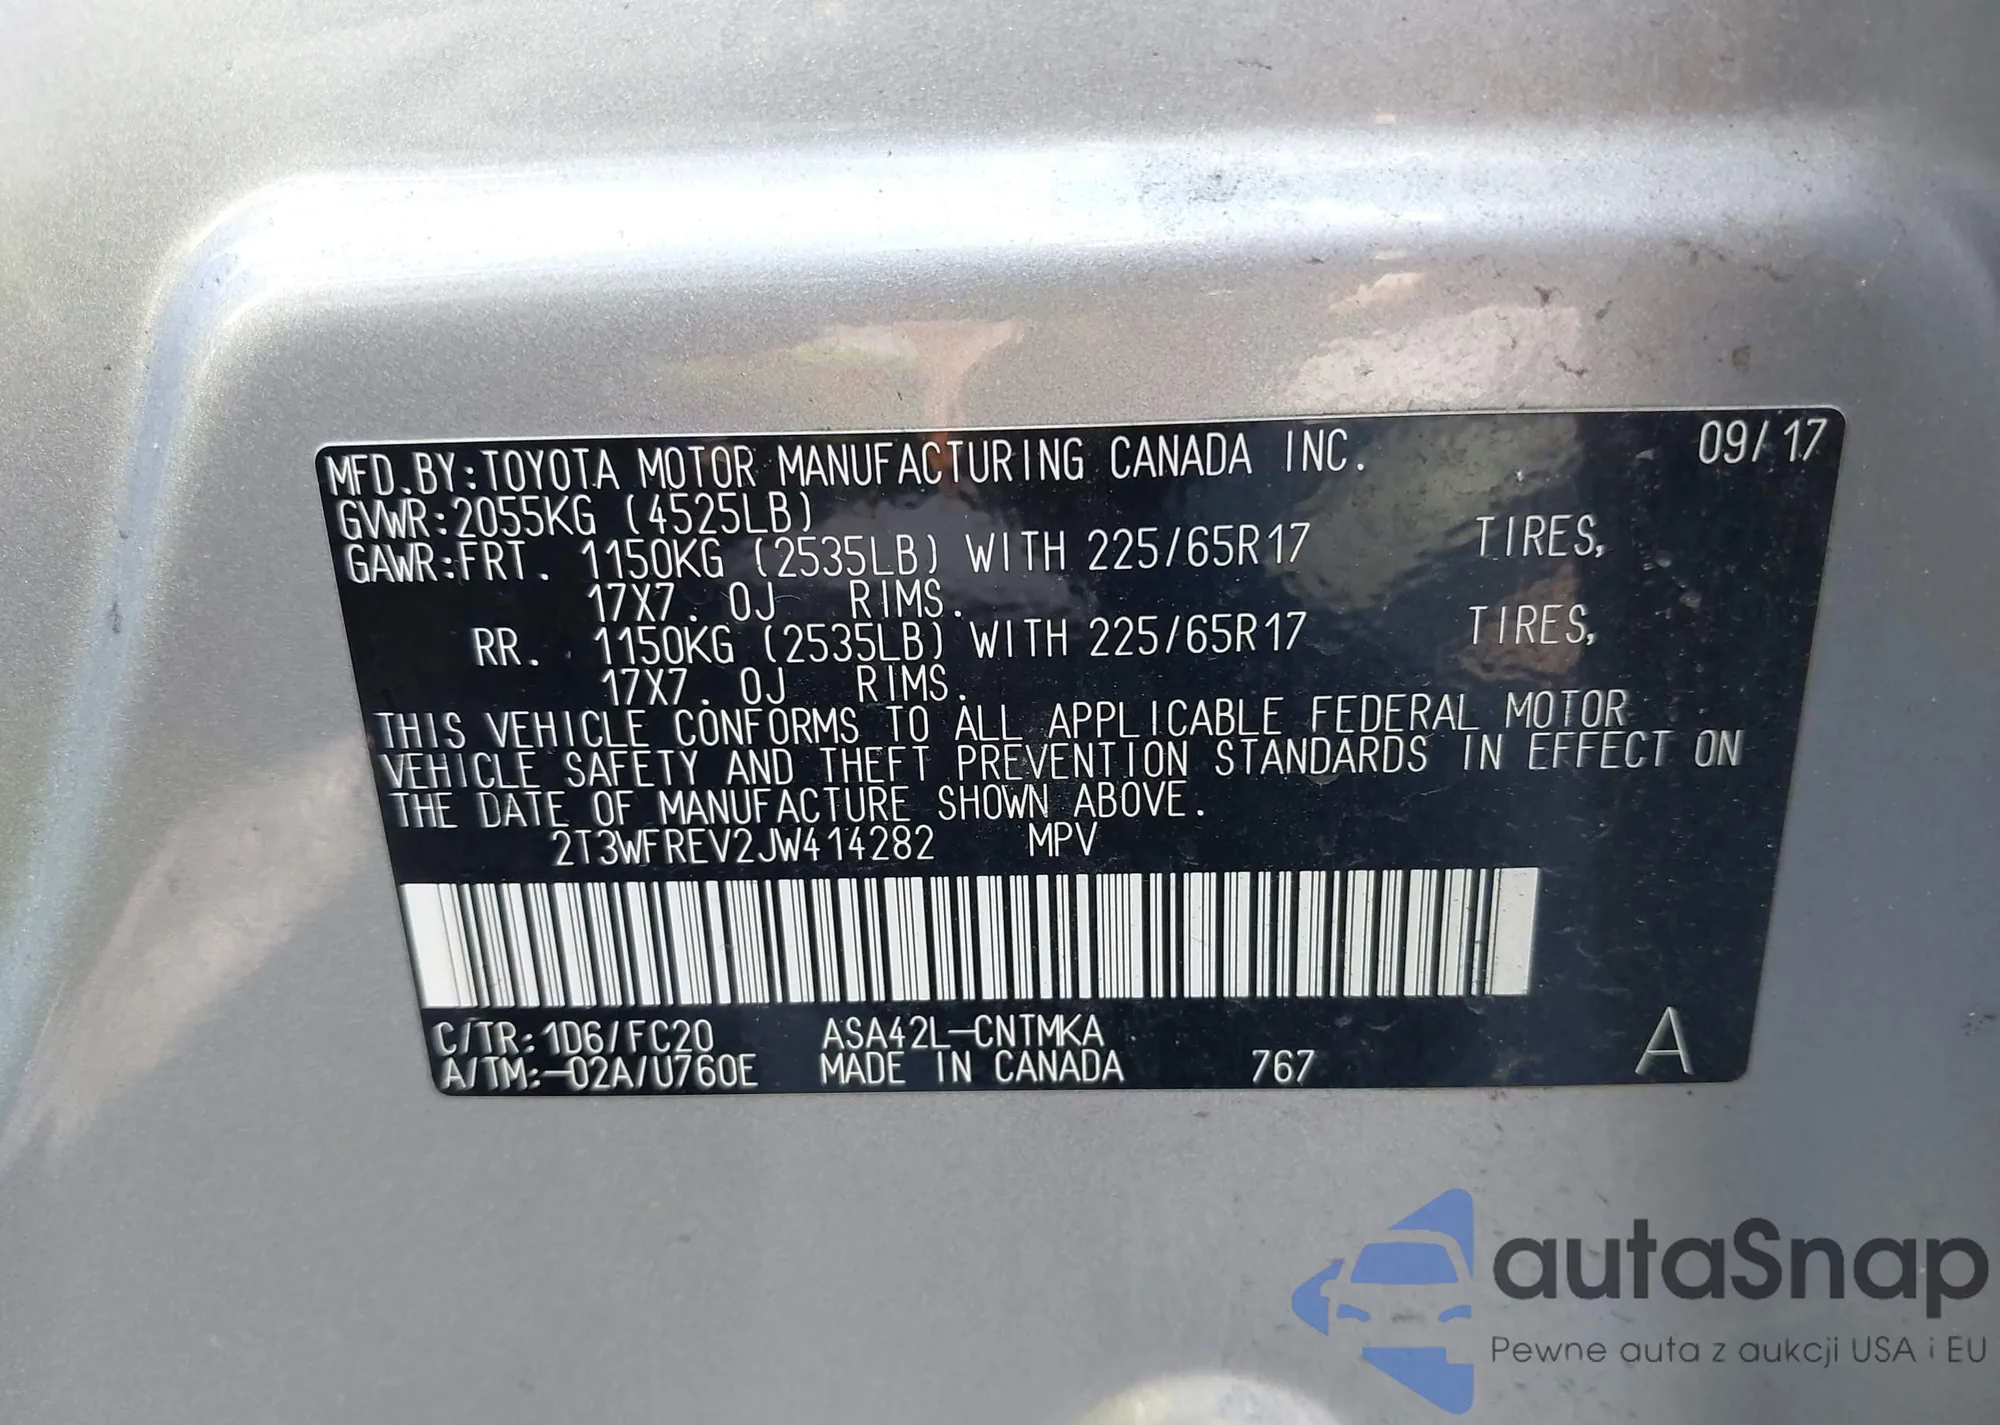 MFD. BY: TOYOTA MOTOR MANUFACTURING CANADA INC. 09/17
GVWR: 2055KG (4525LB)
GAWR: FRT. 1150KG (2535LB) WITH 225/65R17 TIRES,
17X7.0J RIMS.
RR. 1150KG (2535LB) WITH 225/65R17 TIRES,
17X7.0J RIMS.
THIS VEHICLE CONFORMS TO ALL APPLICABLE FEDERAL MOTOR
VEHICLE SAFETY AND THEFT PREVENTION STANDARDS IN EFFECT ON
THE DATE OF MANUFACTURE SHOWN ABOVE.
2T3WFREV2JW414282 MPV
C/TR: 1D6/FC20 ASA42L-CNTMKA
A/TM: -02A/U760E MADE IN CANADA 767 A
autaSnap
Pewne auta z aukcji USA i EU